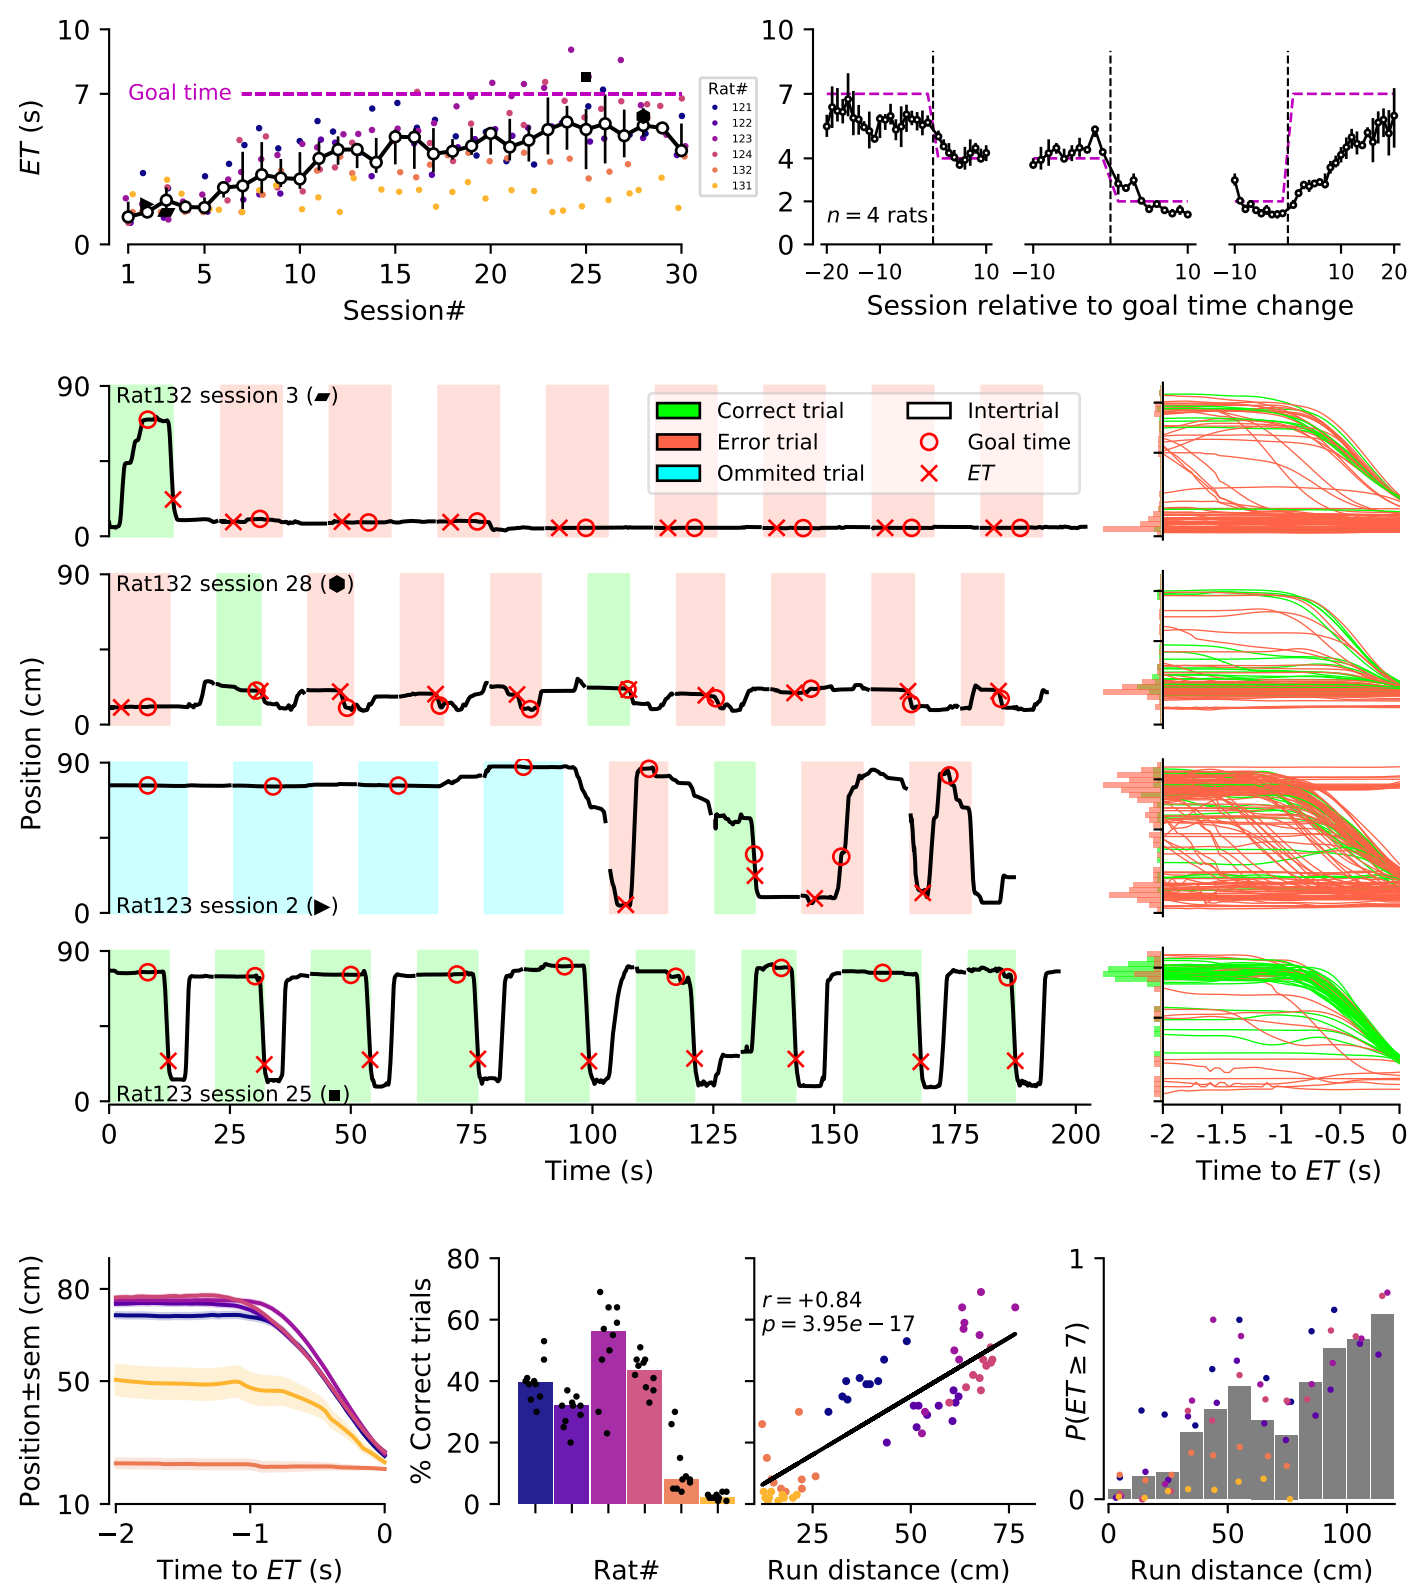 10
7
0
ET (s)
Goal time
1 5 10 15 20 25 30
Session#
Rat#
121
122
123
124
132
131
10
7
4
2
0
n = 4 rats
−20 −10 10
−10 10
−10 10 20
Session relative to goal time change
Position (cm)
90
0
Rat132 session 3 (▰)
Correct trial
Error trial
Ommited trial
Intertrial
Goal time
ET
90
0
Rat132 session 28 (⬢)
90
0
Rat123 session 2 (▶)
90
0
Rat123 session 25 (■)
0 25 50 75 100 125 150 175 200
Time (s)
-2 -1.5 -1 -0.5 0
Time to ET (s)
80
50
10
Position±sem (cm)
−2 −1 0
Time to ET (s)
80
60
40
20
0
% Correct trials
Rat#
r = +0.84
p = 3.95e − 17
25 50 75
Run distance (cm)
1
0
P(ET ≥ 7)
0 50 100
Run distance (cm)